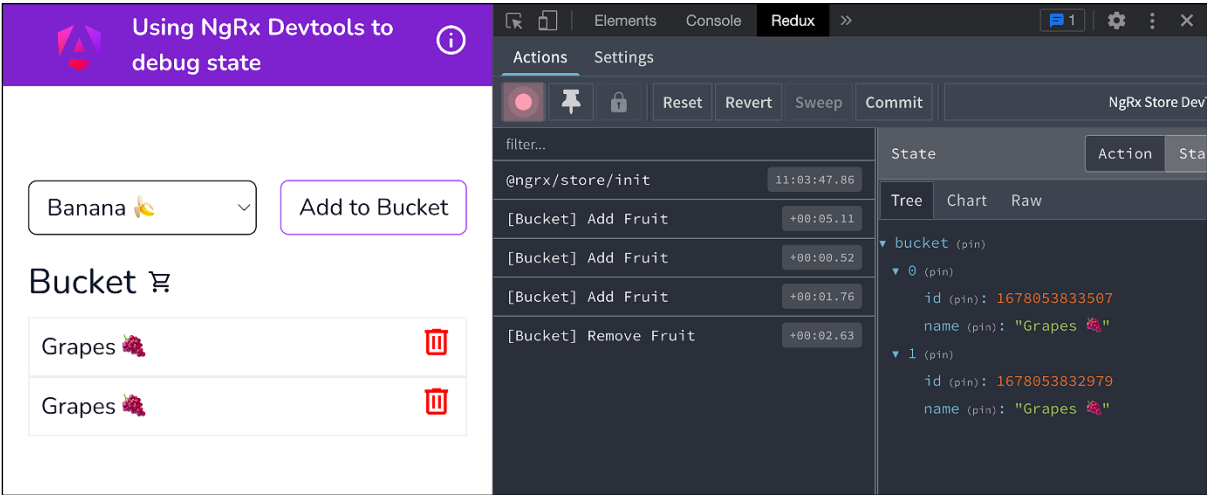 Using NgRx Devtools to
debug state
Banana 🍌
Add to Bucket
Bucket
Grapes 🍇
Grapes 🍇
Elements Console Redux » 1
Actions Settings
Reset Revert Sweep Commit NgRx Store Dev
filter...
@ngrx/store/init 11:03:47.86
[Bucket] Add Fruit +00:05.11
[Bucket] Add Fruit +00:00.52
[Bucket] Add Fruit +00:01.76
[Bucket] Remove Fruit +00:02.63
State Action Sta
Tree Chart Raw
bucket (pin)
0 (pin)
id (pin): 1678053833507
name (pin): "Grapes 🍇"
1 (pin)
id (pin): 1678053832979
name (pin): "Grapes 🍇"